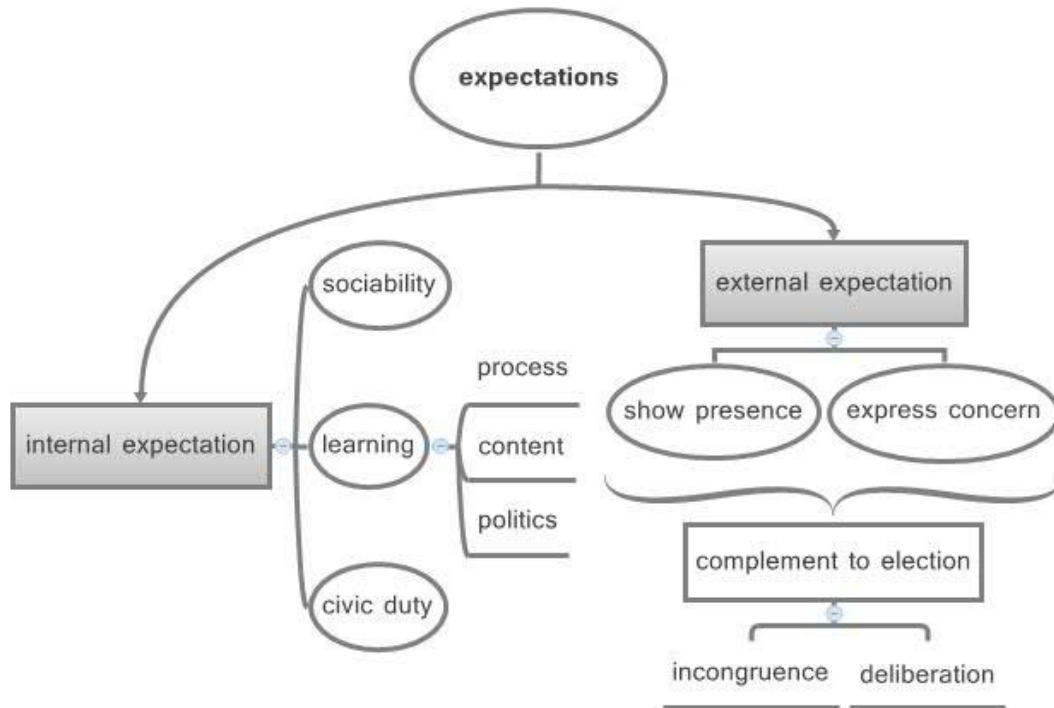 expectations
sociability
external expectation
process
show presence
express concern
internal expectation
learning
content
politics
complement to election
civic duty
incongruence
deliberation